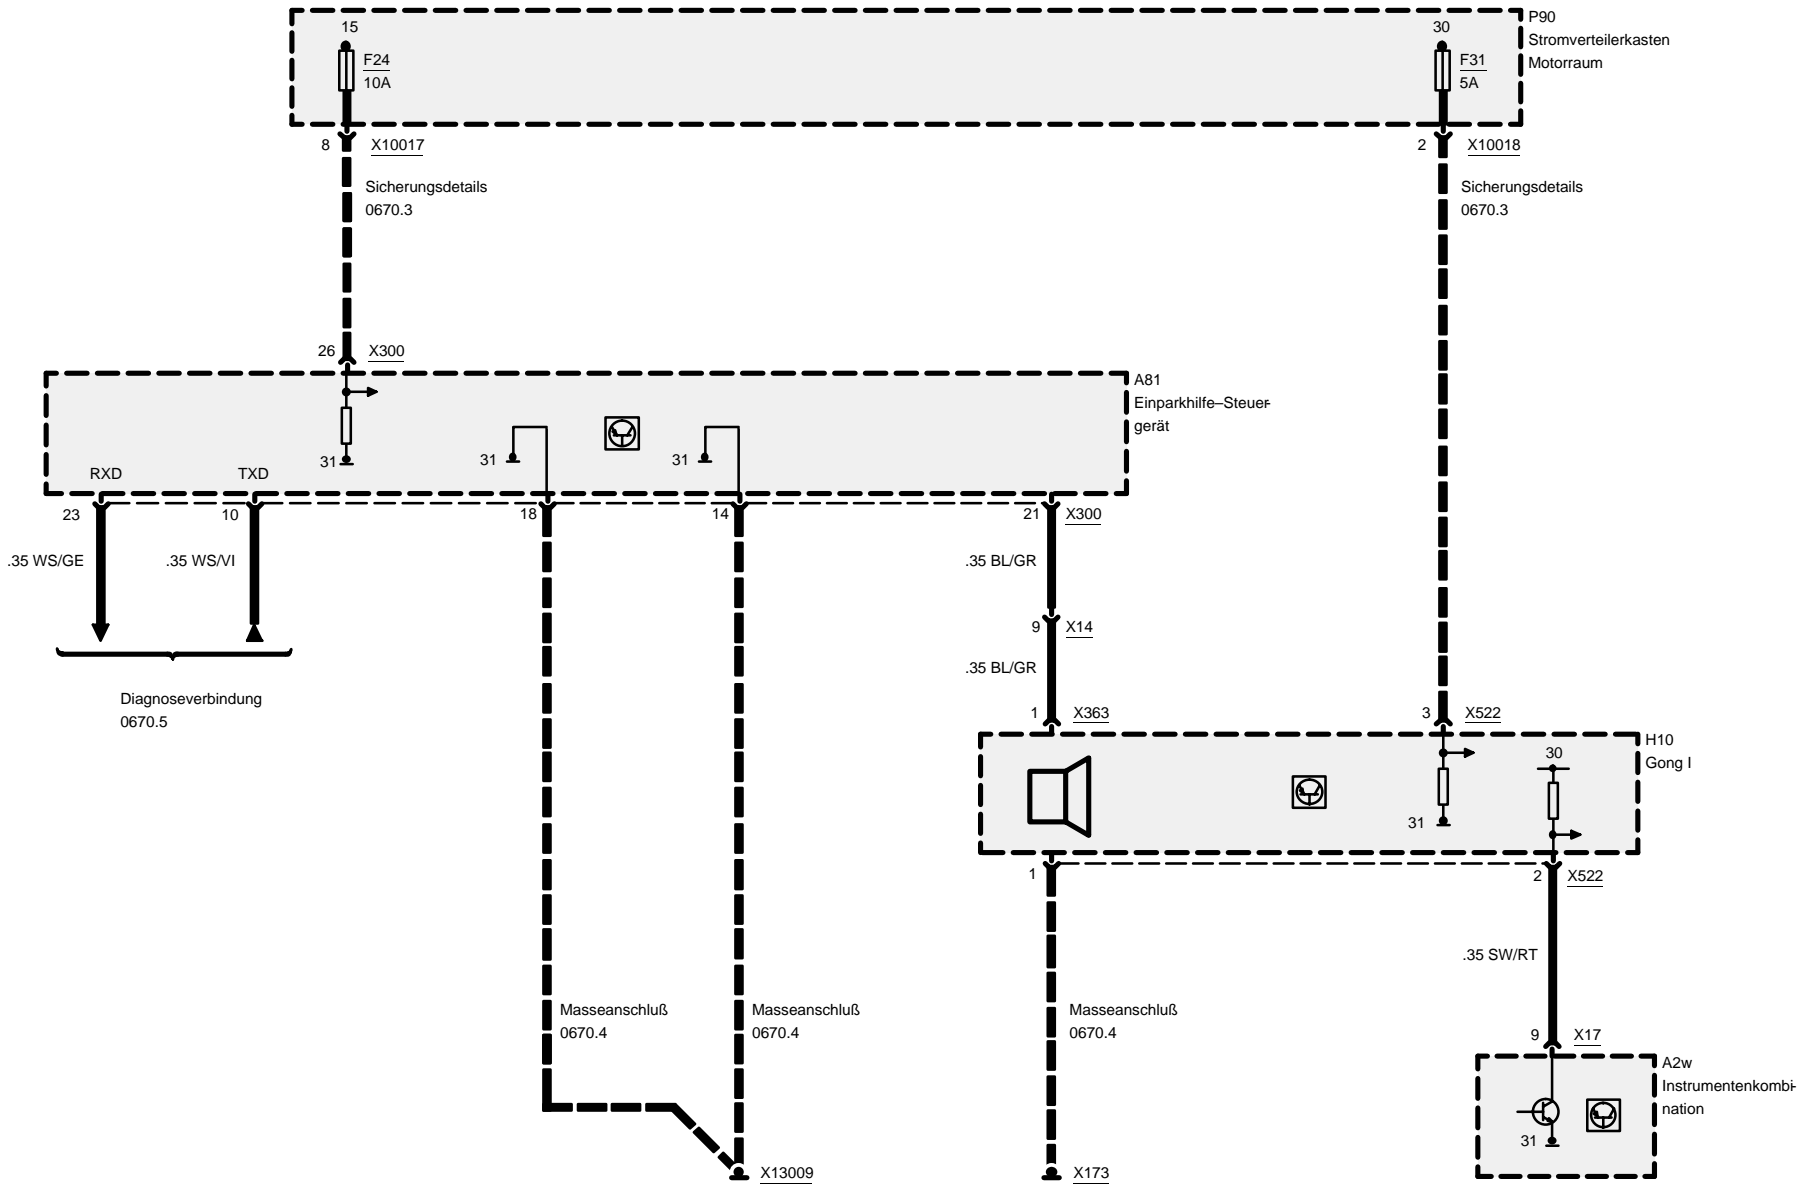 15
F24
10A
30
F31
5A
P90
Stromverteilerkasten
Motorraum
8 X10017
2 X10018
Sicherungsdetails
0670.3
Sicherungsdetails
0670.3
26 X300
A81
Einparkhilfe–Steuer-
gerät
31
31
31
RXD
TXD
23
10
18
14
21 X300
.35 WS/GE
.35 WS/VI
.35 BL/GR
9 X14
.35 BL/GR
Diagnoseverbindung
0670.5
1 X363
3 X522
H10
Gong I
30
31
1
2 X522
.35 SW/RT
Masseanschluß
0670.4
Masseanschluß
0670.4
Masseanschluß
0670.4
9 X17
A2w
Instrumentenkombi-
nation
31
X13009
X173